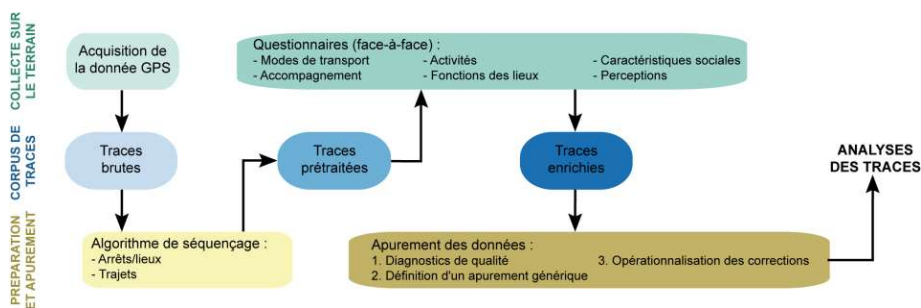 COLLECTE SUR
LE TERRAIN
Acquisition de
la donnée GPS
Questionnaires (face-à-face) :
- Modes de transport
- Accompagnement
- Activités
- Fonctions des lieux
- Caractéristiques sociales
- Perceptions
CORPUS DE
TRACES
Traces
brutes
Traces
prétraitées
Traces
enrichies
ANALYSES
DES TRACES
PREPARATION
ET APUREMENT
Algorithme de séquençage :
- Arrêts/lieux
- Trajets
Apurement des données :
1. Diagnostics de qualité
2. Définition d'un apurement générique
3. Opérationnalisation des corrections